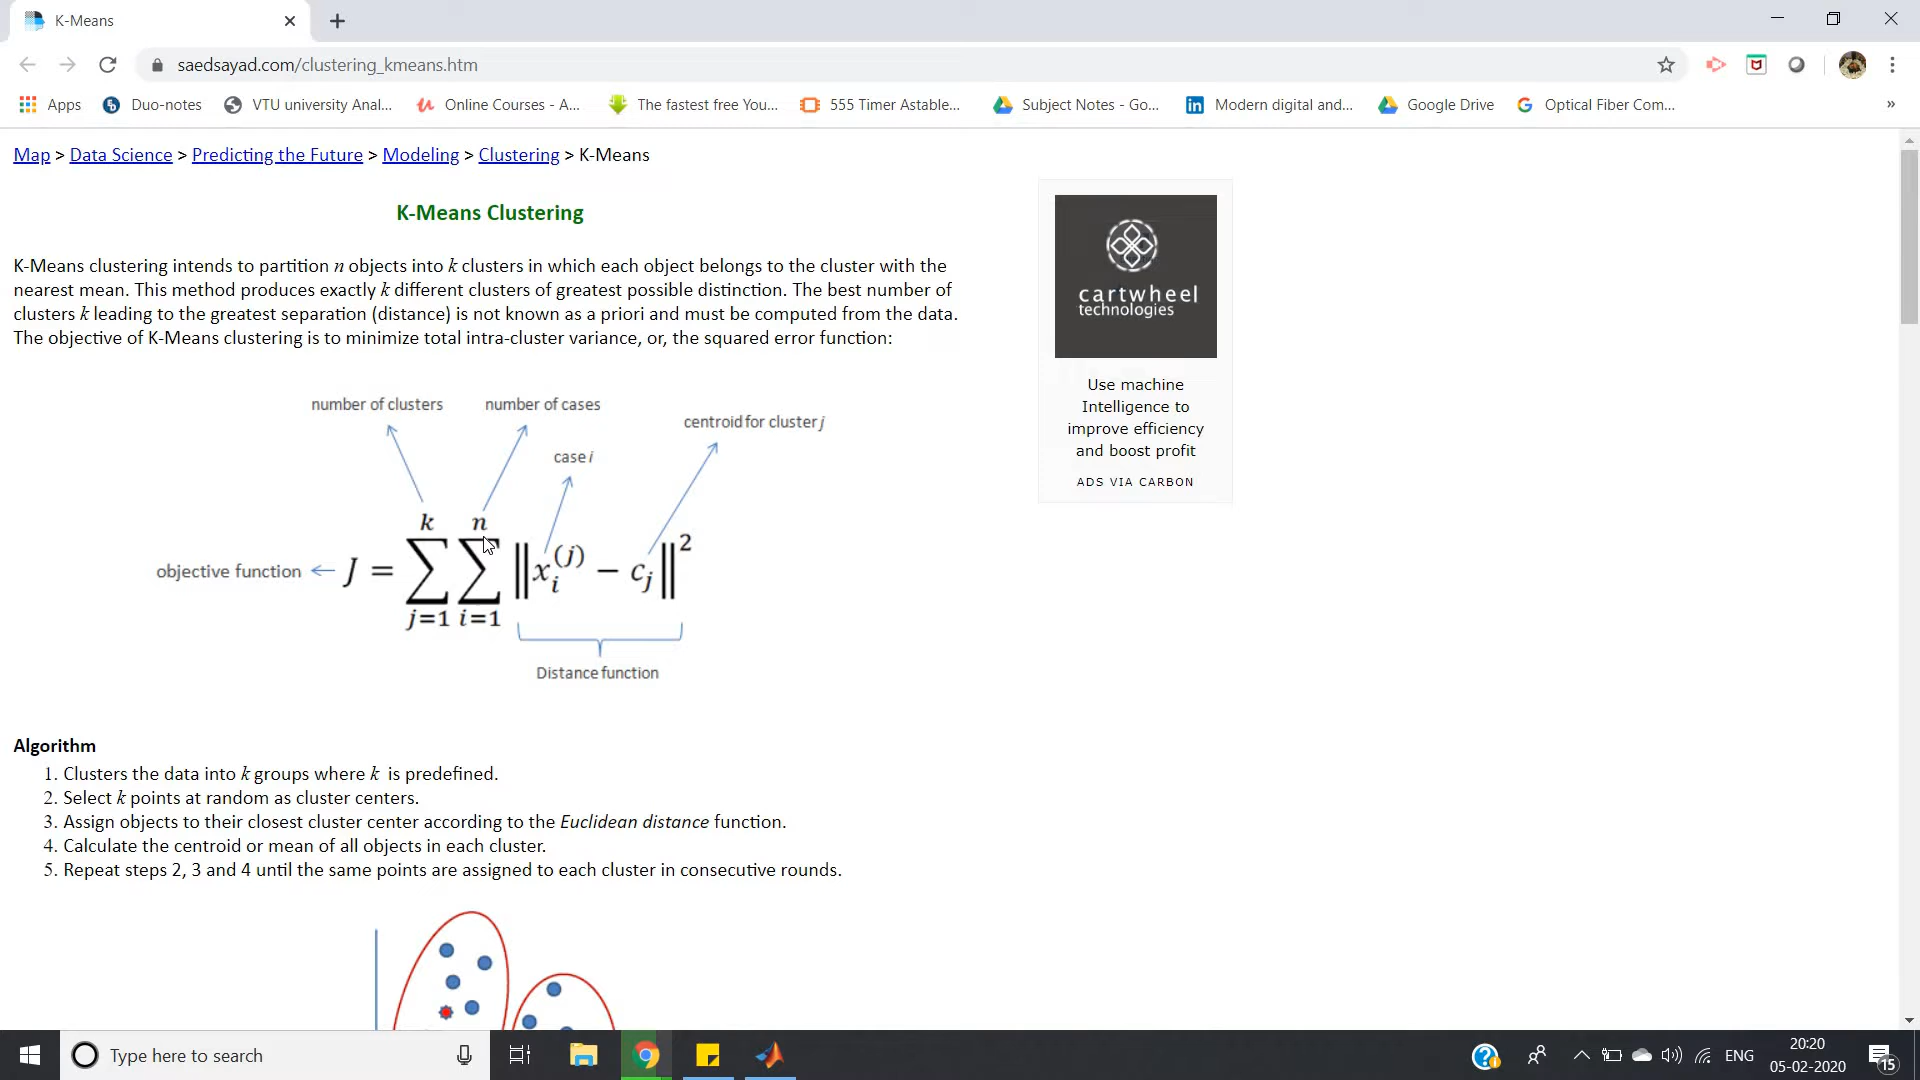 K-Means
saedsayad.com/clustering_kmeans.htm
Apps Duo-notes VTU university Anal... Online Courses - A... The fastest free You... 555 Timer Astable... Subject Notes - Go... Modern digital and... Google Drive Optical Fiber Com... »
Map > Data Science > Predicting the Future > Modeling > Clustering > K-Means
K-Means Clustering
K-Means clustering intends to partition n objects into k clusters in which each object belongs to the cluster with the
nearest mean. This method produces exactly k different clusters of greatest possible distinction. The best number of
clusters k leading to the greatest separation (distance) is not known as a priori and must be computed from the data.
The objective of K-Means clustering is to minimize total intra-cluster variance, or, the squared error function:
number of clusters
number of cases
centroid for cluster j
case i
objective function ← J = ∑_{j=1}^{k} ∑_{i=1}^{n} ‖x_i^{(j)} − c_j‖^2
Distance function
cartwheel
technologies
Use machine
Intelligence to
improve efficiency
and boost profit
ADS VIA CARBON
Algorithm
1. Clusters the data into k groups where k is predefined.
2. Select k points at random as cluster centers.
3. Assign objects to their closest cluster center according to the Euclidean distance function.
4. Calculate the centroid or mean of all objects in each cluster.
5. Repeat steps 2, 3 and 4 until the same points are assigned to each cluster in consecutive rounds.
Type here to search
ENG
20:20
05-02-2020
15